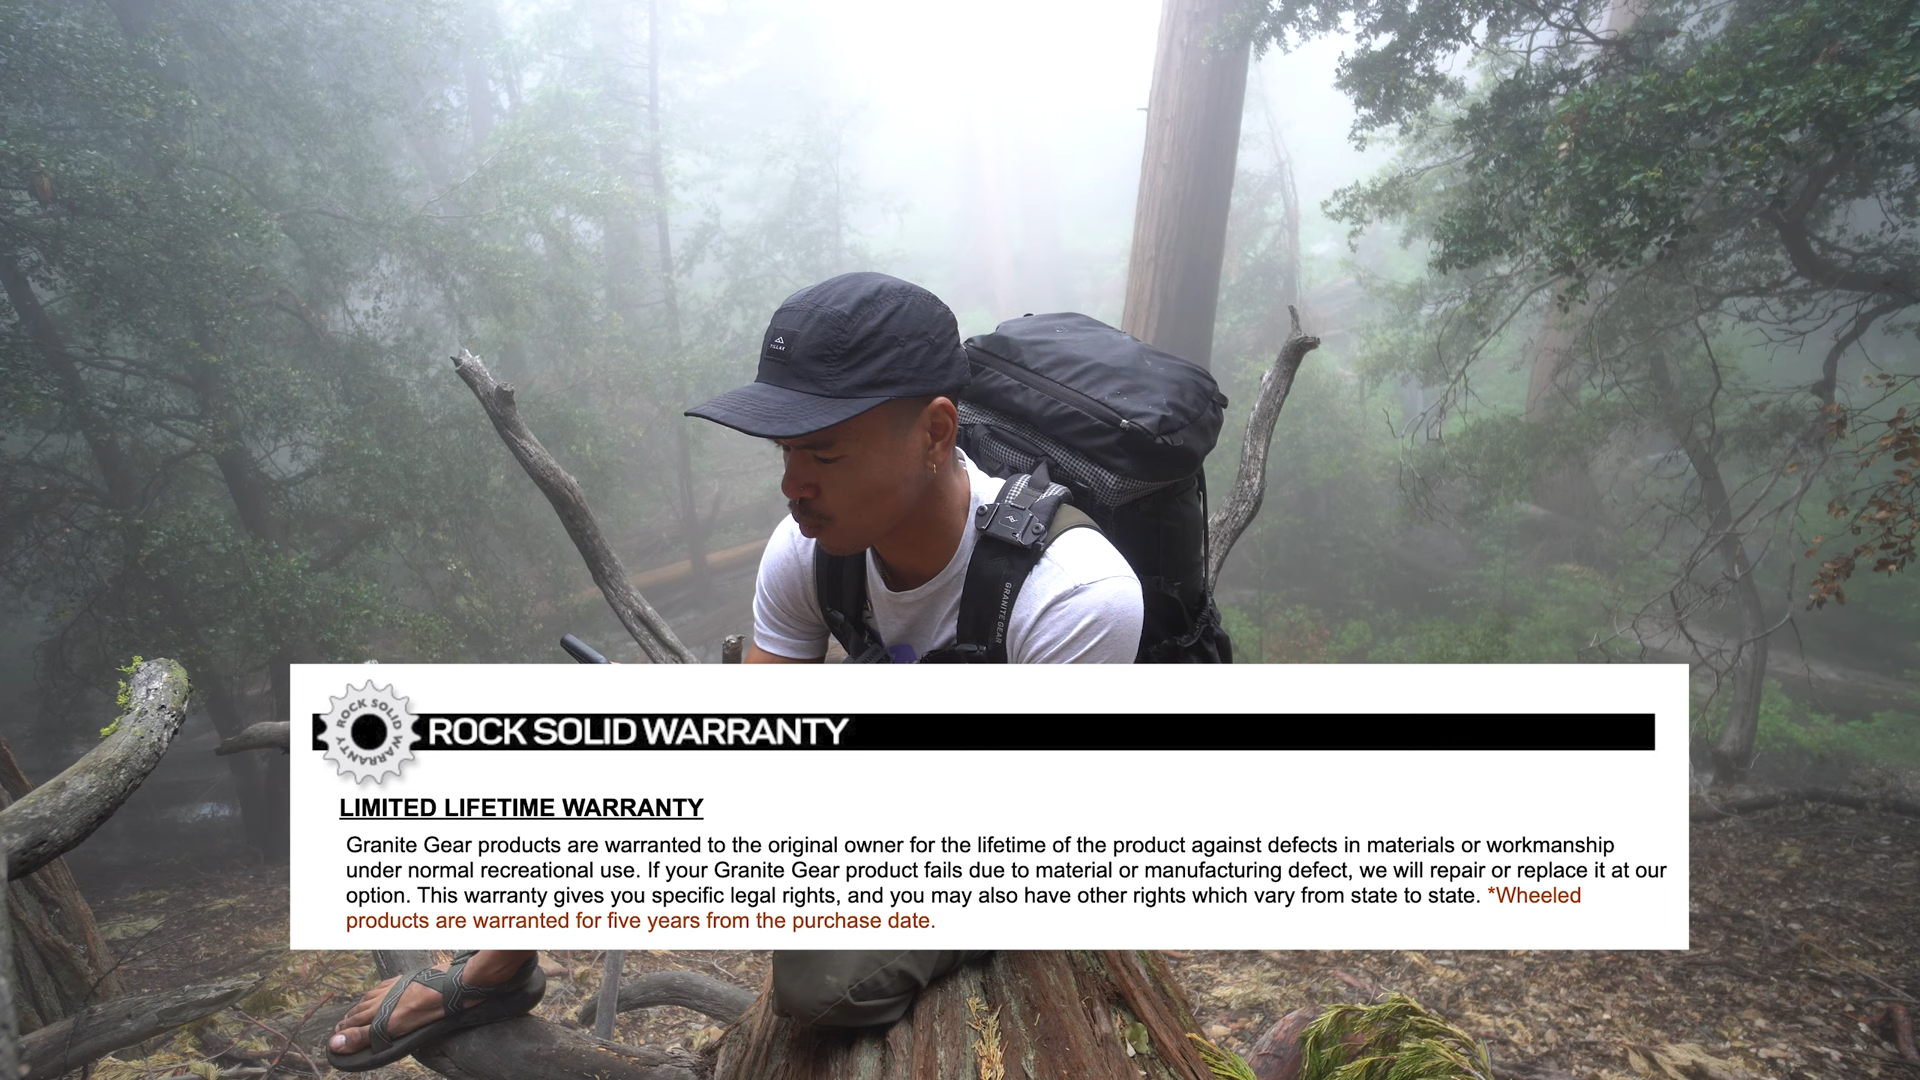 VILLAX
GRANITE GEAR
ROCK SOLID
WARRANTY
ROCK SOLID WARRANTY
LIMITED LIFETIME WARRANTY
Granite Gear products are warranted to the original owner for the lifetime of the product against defects in materials or workmanship
under normal recreational use. If your Granite Gear product fails due to material or manufacturing defect, we will repair or replace it at our
option. This warranty gives you specific legal rights, and you may also have other rights which vary from state to state. *Wheeled
products are warranted for five years from the purchase date.